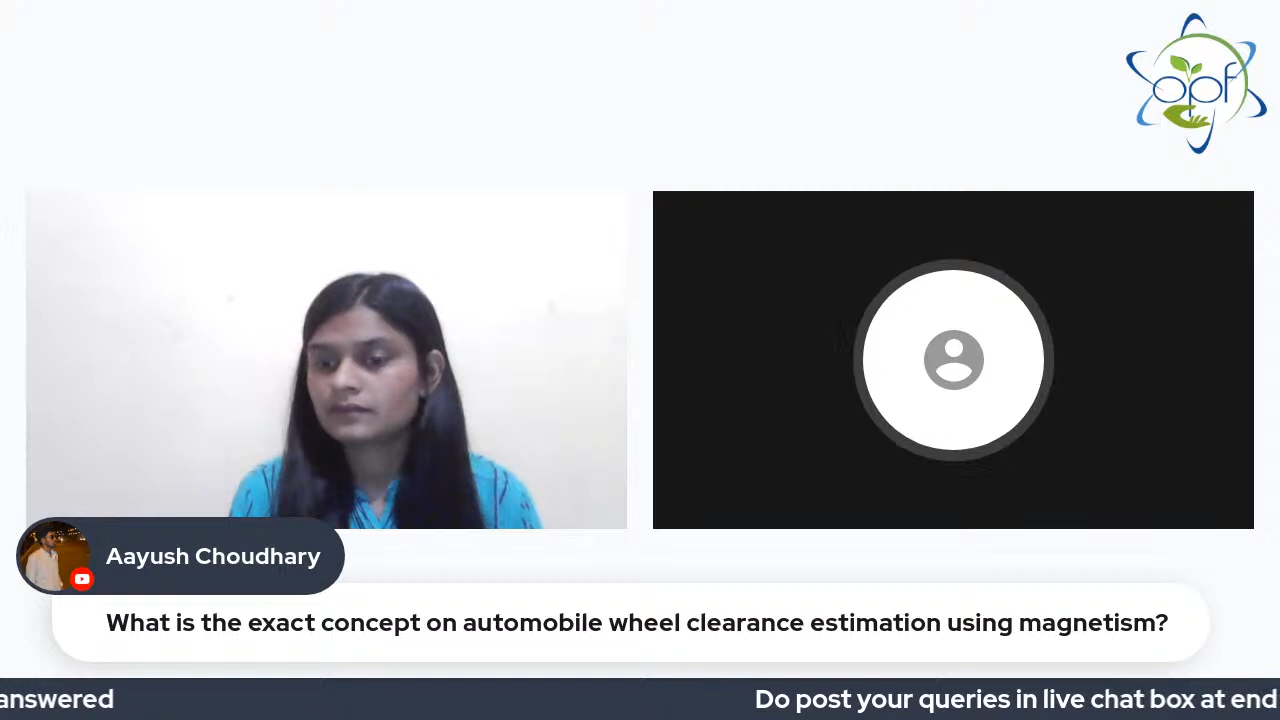 opf
Aayush Choudhary
What is the exact concept on automobile wheel clearance estimation using magnetism?
answered
Do post your queries in live chat box at end